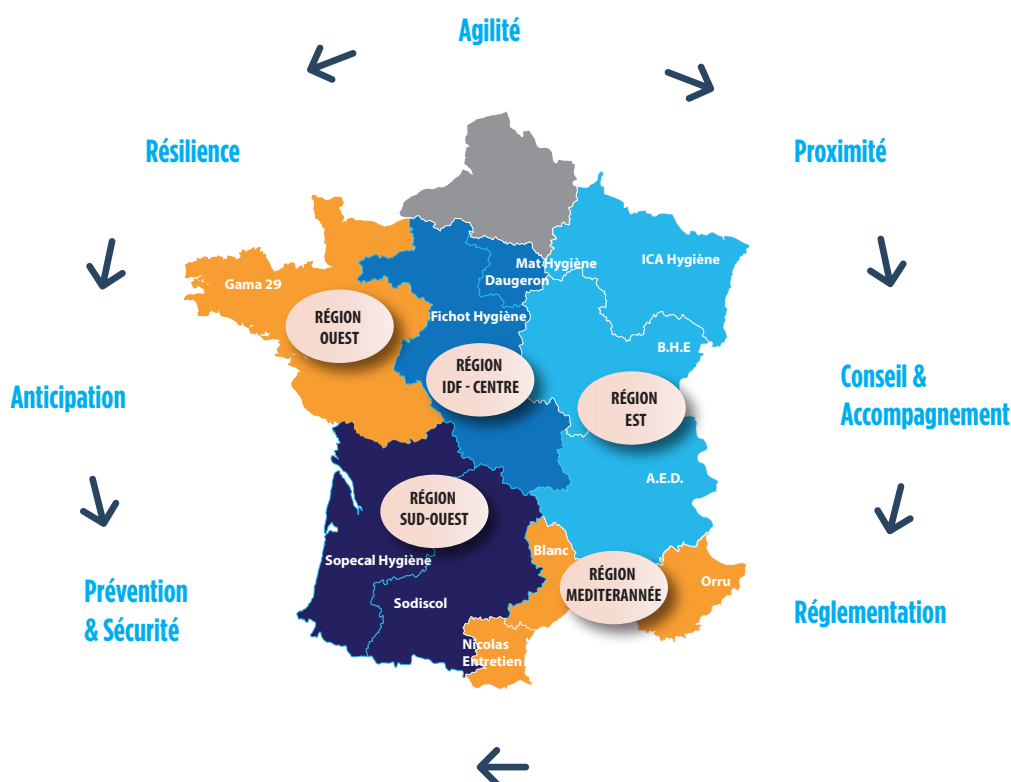 Agilité
Résilience
Proximité
Mat Hygiène
ICA Hygiène
Daugeron
Gama 29
RÉGION
OUEST
Fichot Hygiène
B.H.E
RÉGION
IDF - CENTRE
RÉGION
EST
Anticipation
Conseil &
Accompagnement
A.E.D.
RÉGION
SUD-OUEST
Blanc
Sopecal Hygiène
RÉGION
MEDITERANNÉE
Orru
Sodiscol
Prévention
& Sécurité
Réglementation
Nicolas
Entretien